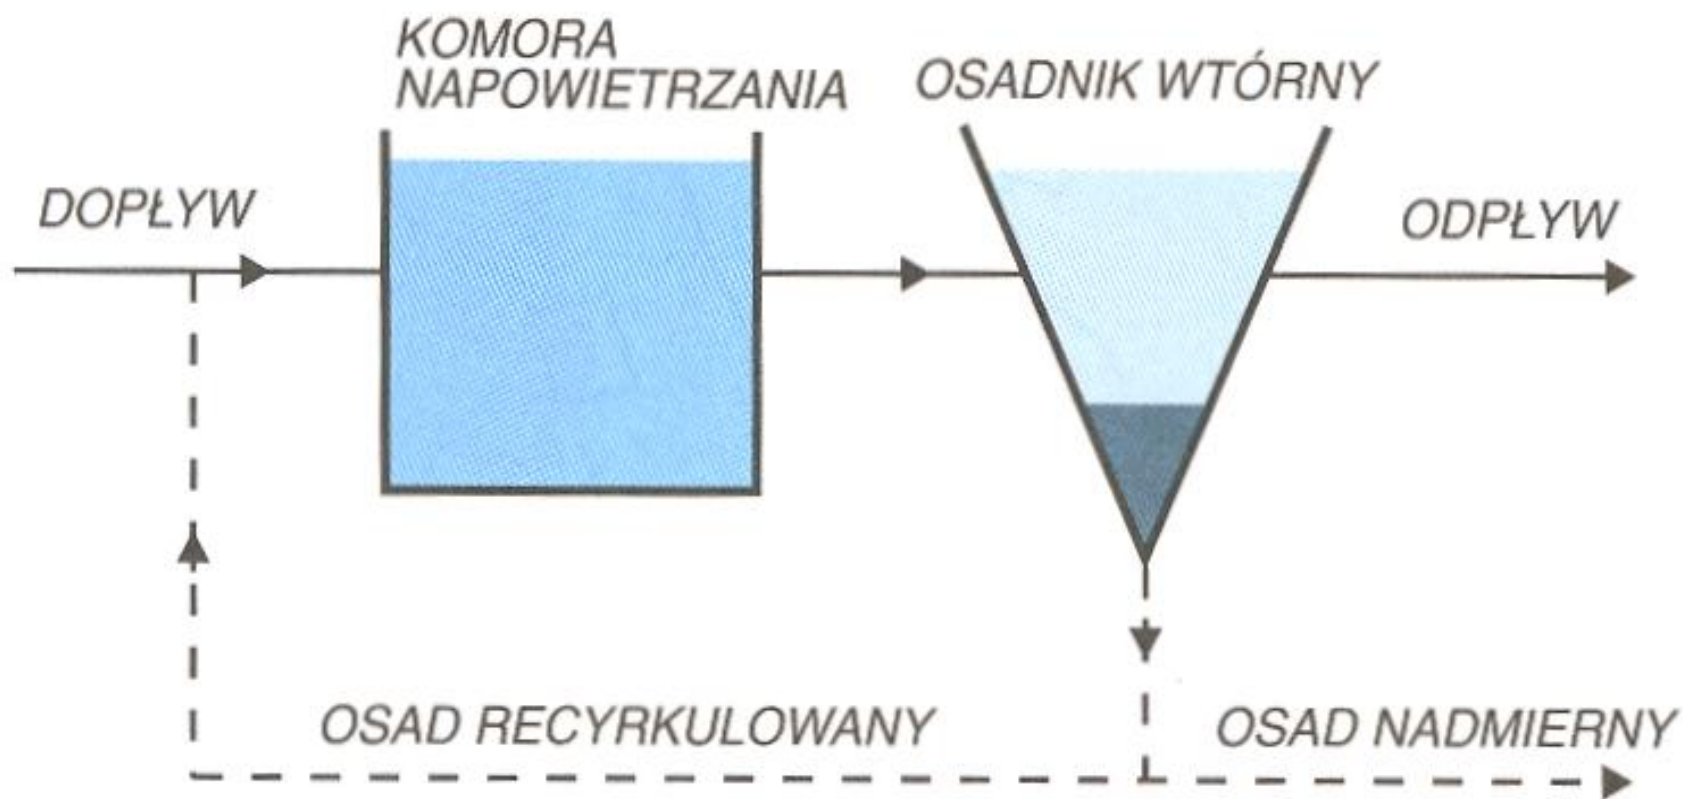 KOMORA
NAPOWIETRZANIA
OSADNIK WTÓRNY
DOPŁYW
ODPŁYW
OSAD RECYRKULOWANY
OSAD NADMIERNY